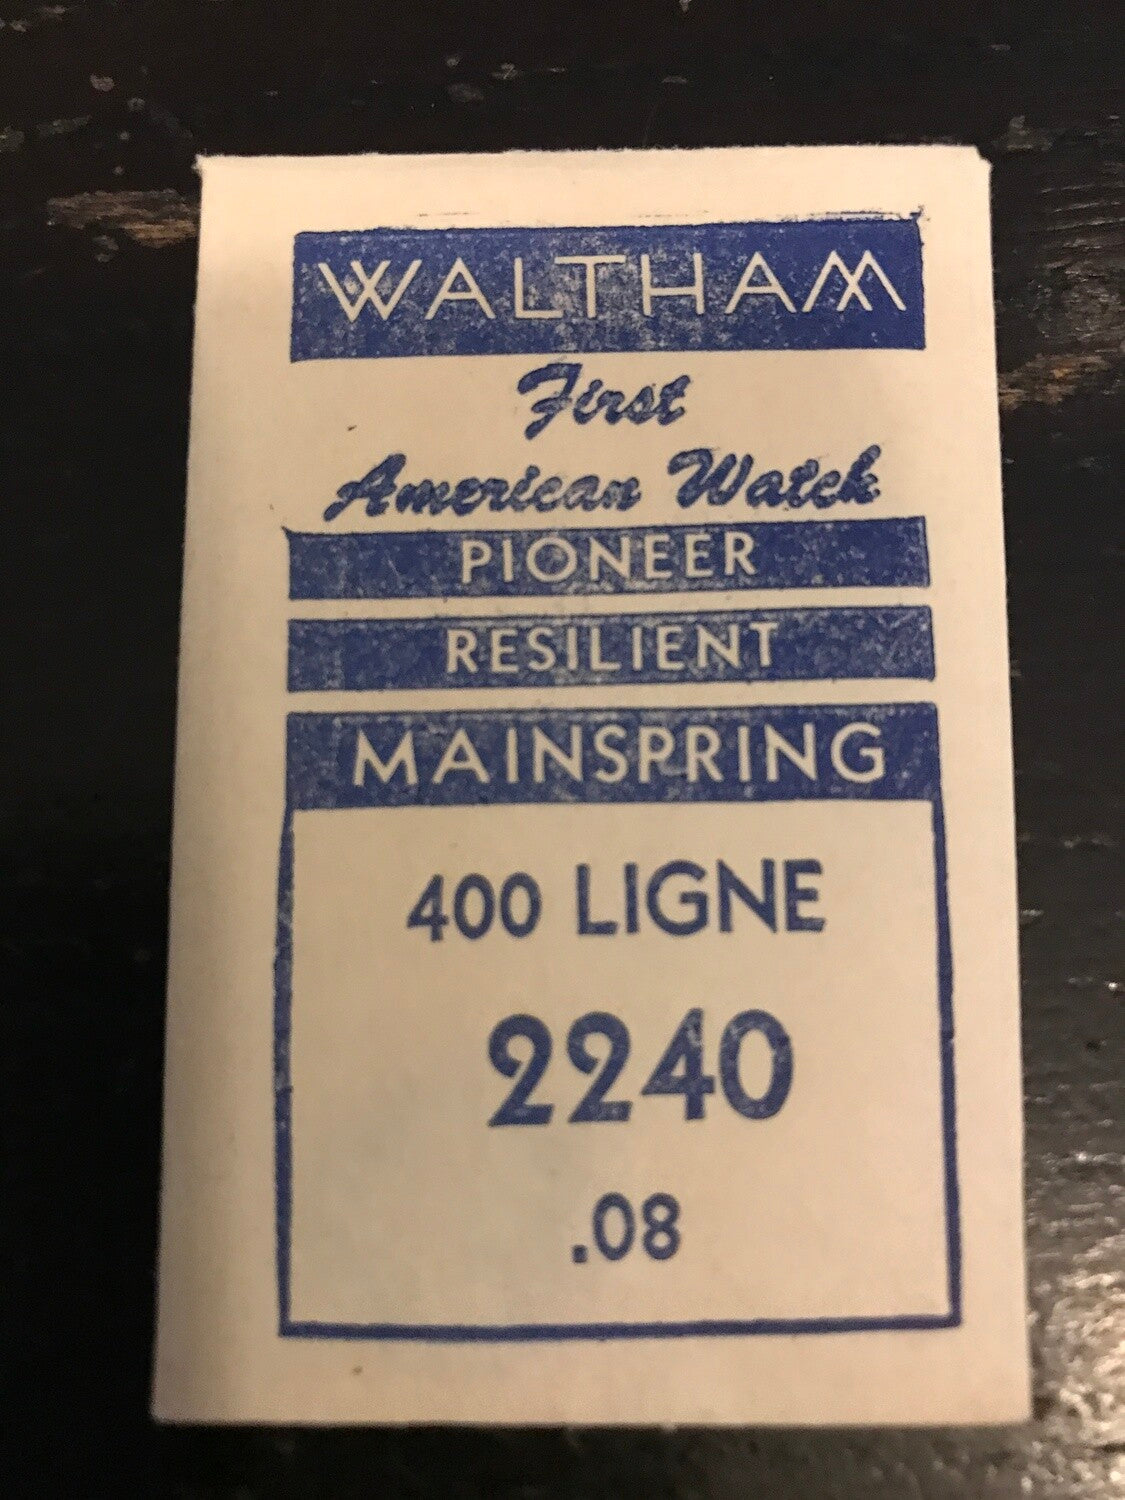 WALTHAM
First
American Watch
PIONEER
RESILIENT
MAINSPRING
400 LIGNE
2240
.08